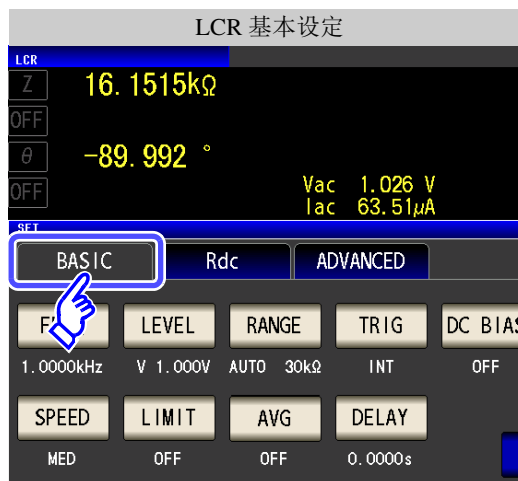 LCR 基本设定
LCR
Z 16.1515kΩ
OFF
θ -89.992 °
OFF
Vac 1.026 V
Iac 63.51μA
SET
BASIC Rdc ADVANCED
LEVEL RANGE TRIG DC BIAS
1.0000kHz V 1.000V AUTO 30kΩ INT OFF
SPEED LIMIT AVG DELAY
MED OFF OFF 0.0000s